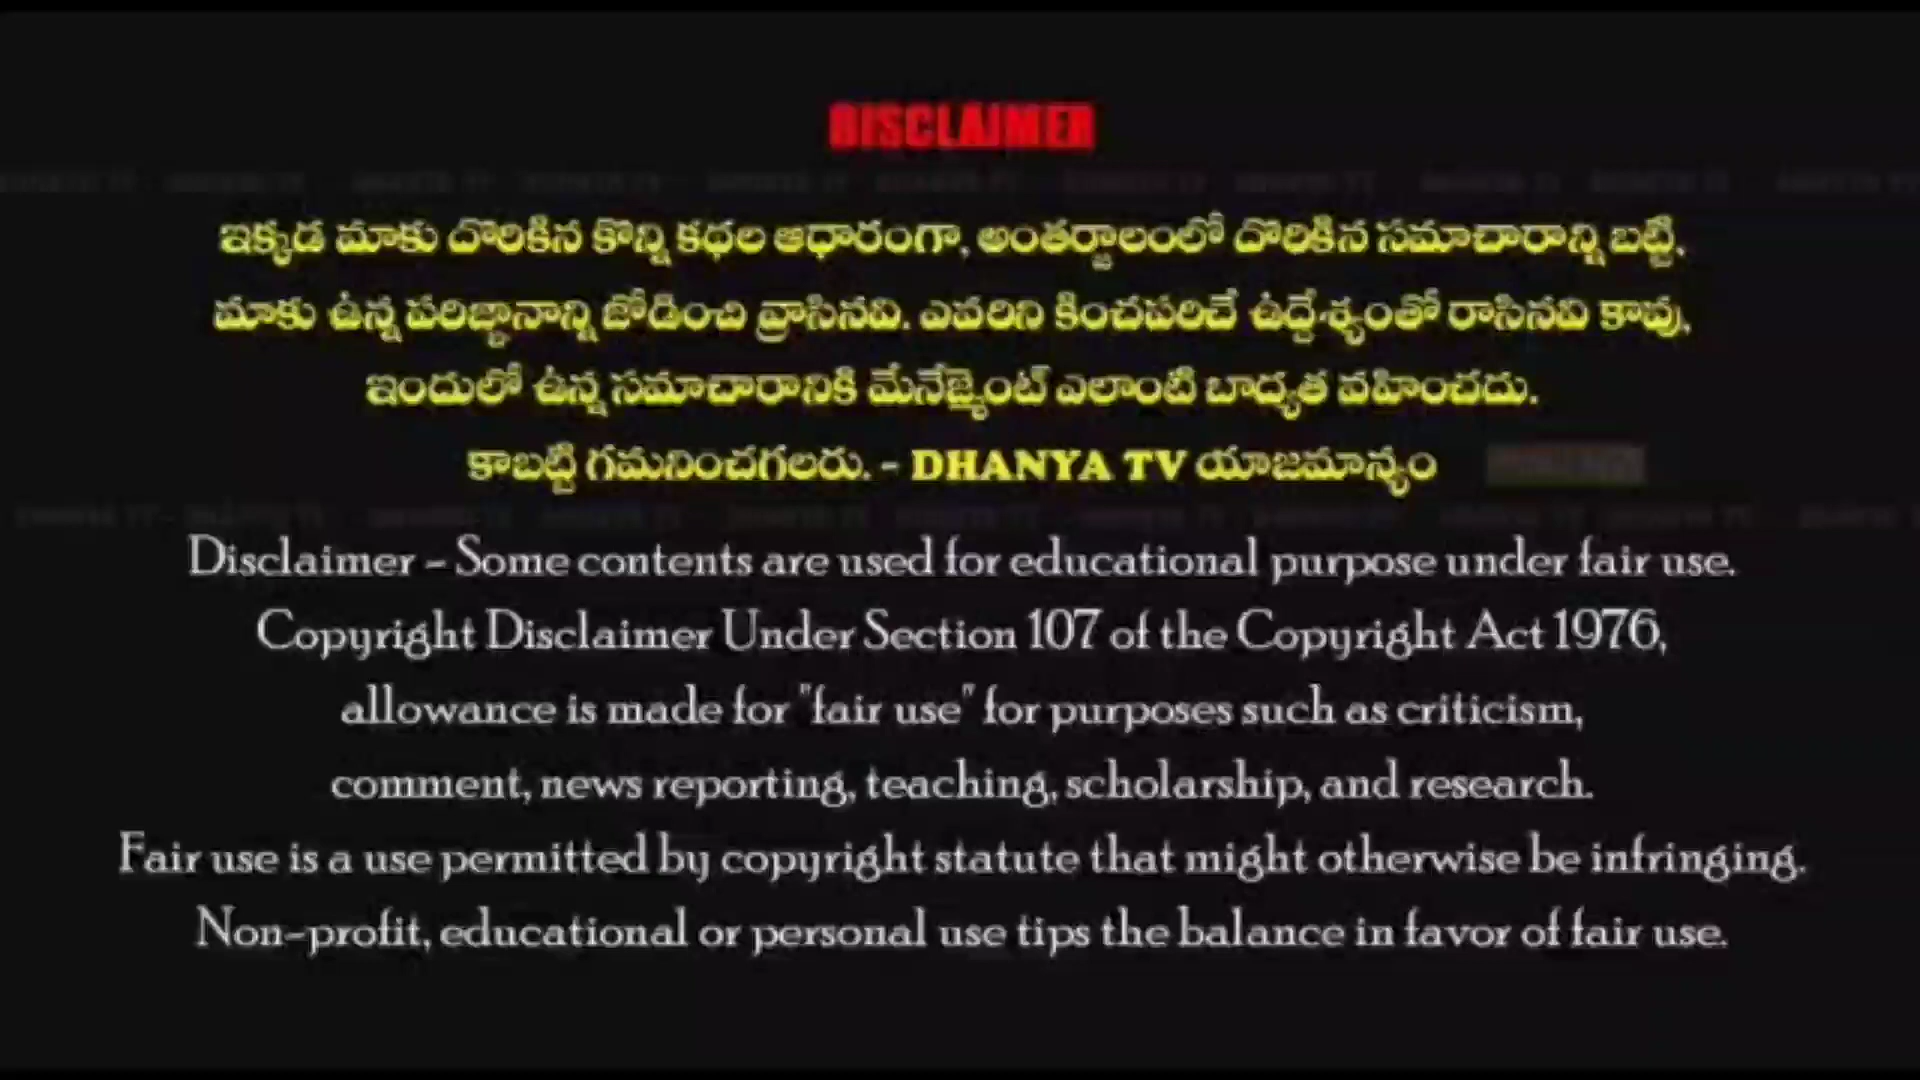 DISCLAIMER
ఇక్కడ మాకు దొరికిన కొన్ని కథల ఆధారంగా, అంతర్జాలంలో దొరికిన సమాచారాన్ని బట్టి,
మాకు ఉన్న పరిజ్ఞానాన్ని జోడించి వ్రాసినవి. ఎవరిని కించపరిచే ఉద్దేశ్యంతో రాసినవి కావు,
ఇందులో ఉన్న సమాచారానికి మేనేజ్మెంట్ ఎలాంటి బాధ్యత వహించదు.
కాబట్టి గమనించగలరు. - DHANYA TV యాజమాన్యం
Disclaimer - Some contents are used for educational purpose under fair use.
Copyright Disclaimer Under Section 107 of the Copyright Act 1976,
allowance is made for "fair use" for purposes such as criticism,
comment, news reporting, teaching, scholarship, and research.
Fair use is a use permitted by copyright statute that might otherwise be infringing.
Non-profit, educational or personal use tips the balance in favor of fair use.